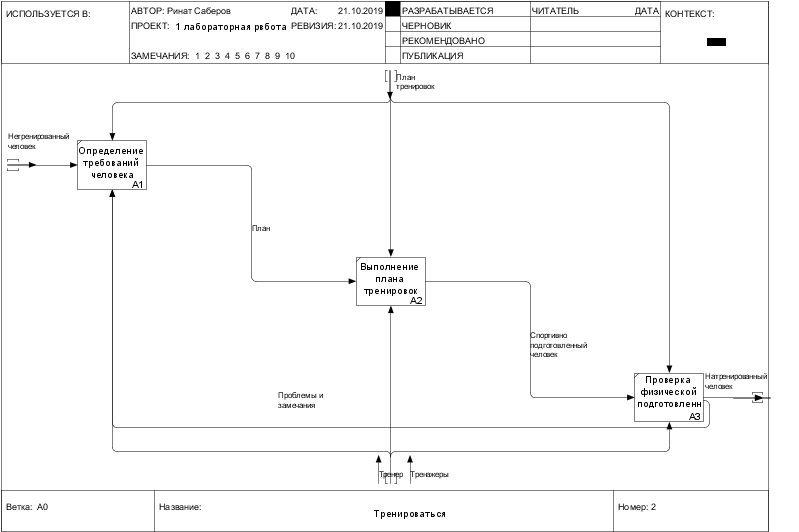 ИСПОЛЬЗУЕТСЯ В:
АВТОР: Ринат Саберов
ДАТА: 21.10.2019
РАЗРАБАТЫВАЕТСЯ
ЧИТАТЕЛЬ
ДАТА
КОНТЕКСТ:
ПРОЕКТ: 1 лабораторная рвбота
РЕВИЗИЯ: 21.10.2019
ЧЕРНОВИК
РЕКОМЕНДОВАНО
ЗАМЕЧАНИЯ: 1 2 3 4 5 6 7 8 9 10
ПУБЛИКАЦИЯ
План
тренировок
Нетренированный
человек
Определение
требований
человека
A1
План
Выполнение
плана
тренировок
A2
Спортивно
подготовленный
человек
Проверка
физической
подготовленн
A3
Натренированный
человек
Проблемы и
замечания
Тренер
Тренажеры
Ветка: A0
Название:
Тренироваться
Номер: 2